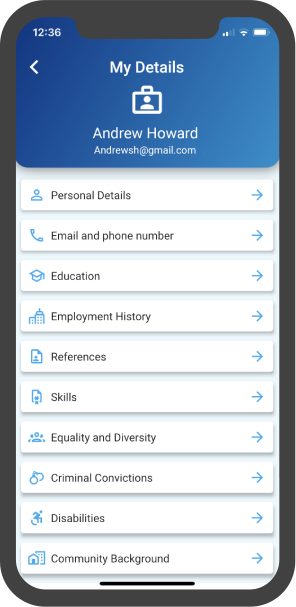 12:36
My Details
Andrew Howard
Andrewsh@gmail.com
Personal Details
Email and phone number
Education
Employment History
References
Skills
Equality and Diversity
Criminal Convictions
Disabilities
Community Background